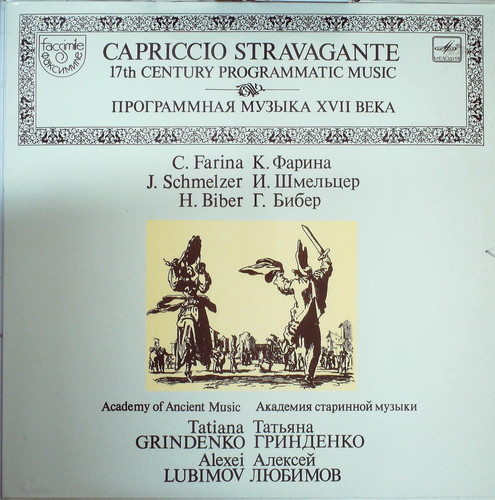 facsimile
факсимиле
CAPRICCIO STRAVAGANTE
17th CENTURY PROGRAMMATIC MUSIC
ПРОГРАММНАЯ МУЗЫКА XVII ВЕКА
МЕЛОДИЯ
C. Farina К. Фарина
J. Schmelzer И. Шмельцер
H. Biber Г. Бибер
Academy of Ancient Music Академия старинной музыки
Tatiana Татьяна
GRINDENKO ГРИНДЕНКО
Alexei Алексей
LUBIMOV ЛЮБИМОВ